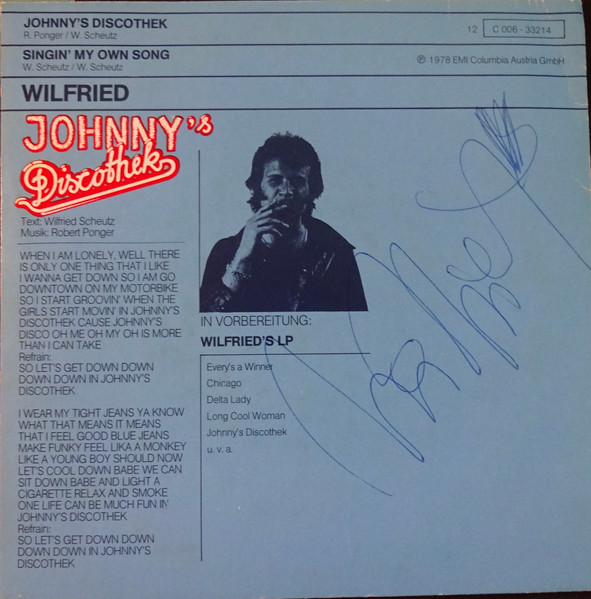 JOHNNY'S DISCOTHEK
R. Ponger / W. Scheutz
12 C 006 - 33214
SINGIN' MY OWN SONG
W. Scheutz / W. Scheutz
℗ 1978 EMI Columbia Austria GmbH
WILFRIED
JOHNNY's
Discothek
Text: Wilfried Scheutz
Musik: Robert Ponger
WHEN I AM LONELY, WELL THERE
IS ONLY ONE THING THAT I LIKE
I WANNA GET DOWN SO I AM GO
DOWNTOWN ON MY MOTORBIKE
SO I START GROOVIN' WHEN THE
GIRLS START MOVIN' IN JOHNNY'S
DISCOTHEK CAUSE JOHNNY'S
DISCO OH ME OH MY OH IS MORE
THAN I CAN TAKE
Refrain:
SO LET'S GET DOWN DOWN
DOWN DOWN IN JOHNNY'S
DISCOTHEK
I WEAR MY TIGHT JEANS YA KNOW
WHAT THAT MEANS IT MEANS
THAT I FEEL GOOD BLUE JEANS
MAKE FUNKY FEEL LIKA A MONKEY
LIKE A YOUNG BOY SHOULD NOW
LET'S COOL DOWN BABE WE CAN
SIT DOWN BABE AND LIGHT A
CIGARETTE RELAX AND SMOKE
ONE LIFE CAN BE MUCH FUN IN'
JOHNNY'S DISCOTHEK
Refrain:
SO LET'S GET DOWN DOWN
DOWN DOWN IN JOHNNY'S
DISCOTHEK
IN VORBEREITUNG:
WILFRIED'S LP
Every's a Winner
Chicago
Delta Lady
Long Cool Woman
Johnny's Discothek
u. v. a.